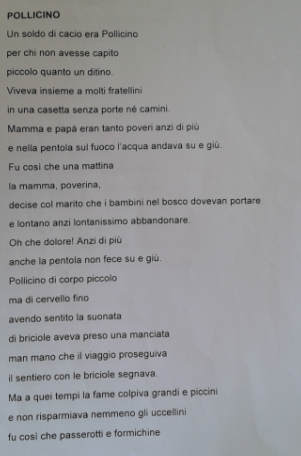 POLLICINO
Un soldo di cacio era Pollicino
per chi non avesse capito
piccolo quanto un ditino.
Viveva insieme a molti fratellini
in una casetta senza porte né camini.
Mamma e papà eran tanto poveri anzi di più
e nella pentola sul fuoco l'acqua andava su e giù.
Fu così che una mattina
la mamma, poverina,
decise col marito che i bambini nel bosco dovevan portare
e lontano anzi lontanissimo abbandonare.
Oh che dolore! Anzi di più
anche la pentola non fece su e giù.
Pollicino di corpo piccolo
ma di cervello fino
avendo sentito la suonata
di briciole aveva preso una manciata
man mano che il viaggio proseguiva
il sentiero con le briciole segnava.
Ma a quei tempi la fame colpiva grandi e piccini
e non risparmiava nemmeno gli uccellini
fu così che passerotti e formichine